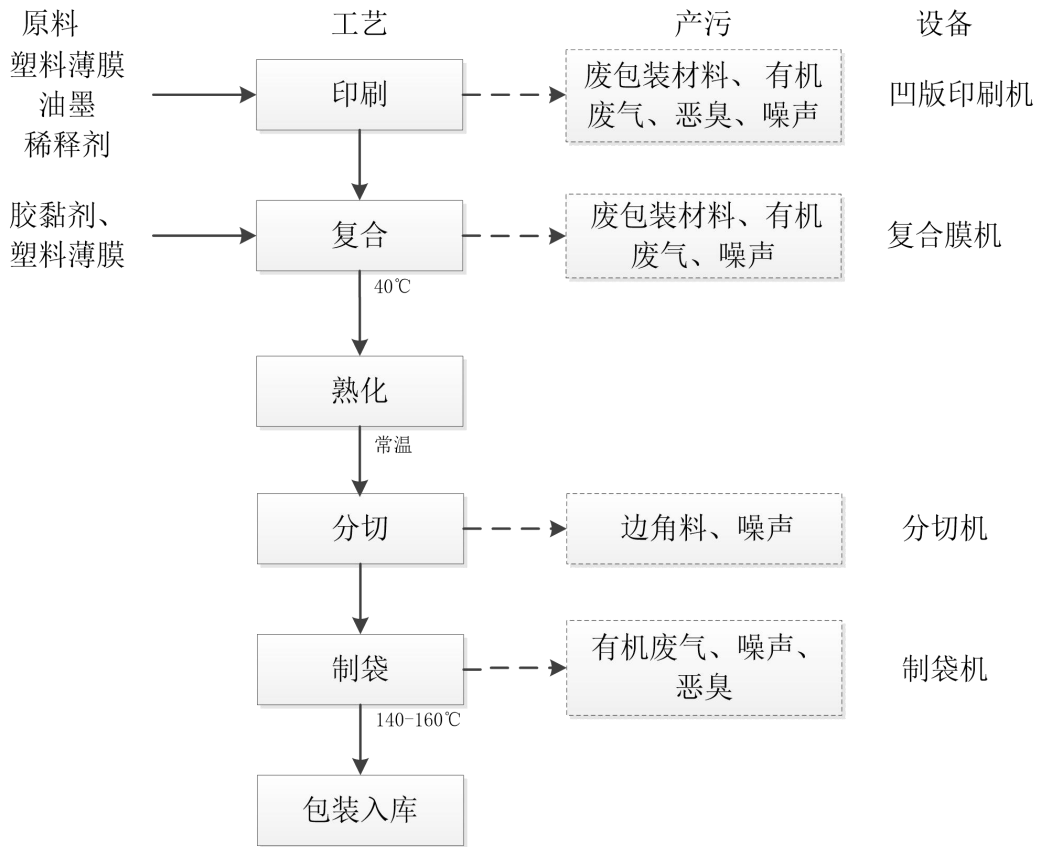 原料
工艺
产污
设备
塑料薄膜
油墨
稀释剂
印刷
废包装材料、有机
废气、恶臭、噪声
凹版印刷机
胶黏剂、
塑料薄膜
复合
废包装材料、有机
废气、噪声
复合膜机
40℃
熟化
常温
分切
边角料、噪声
分切机
制袋
有机废气、噪声、
恶臭
制袋机
140-160℃
包装入库